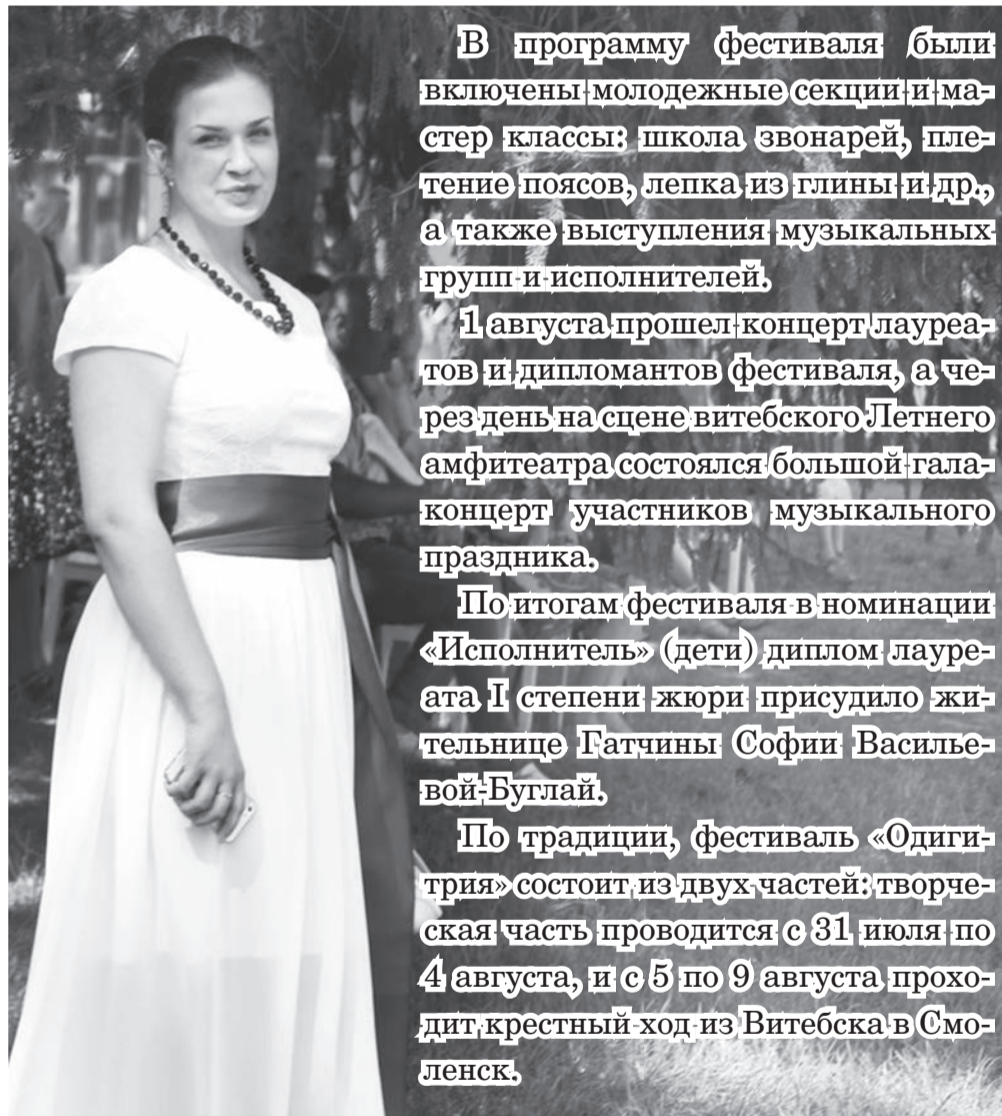 В программу фестиваля были
включены молодежные секции и ма-
стер классы: школа звонарей, пле-
тение поясов, лепка из глины и др.,
а также выступления музыкальных
групп и исполнителей.
1 августа прошел концерт лауреа-
тов и дипломантов фестиваля, а че-
рез день на сцене витебского Летнего
амфитеатра состоялся большой гала-
концерт участников музыкального
праздника.
По итогам фестиваля в номинации
«Исполнитель» (дети) диплом лауре-
ата I степени жюри присудило жи-
тельнице Гатчины Софии Василье-
вой-Буглай.
По традиции, фестиваль «Одиги-
трия» состоит из двух частей: творче-
ская часть проводится с 31 июля по
4 августа, и с 5 по 9 августа прохо-
дит крестный ход из Витебска в Смо-
ленск.